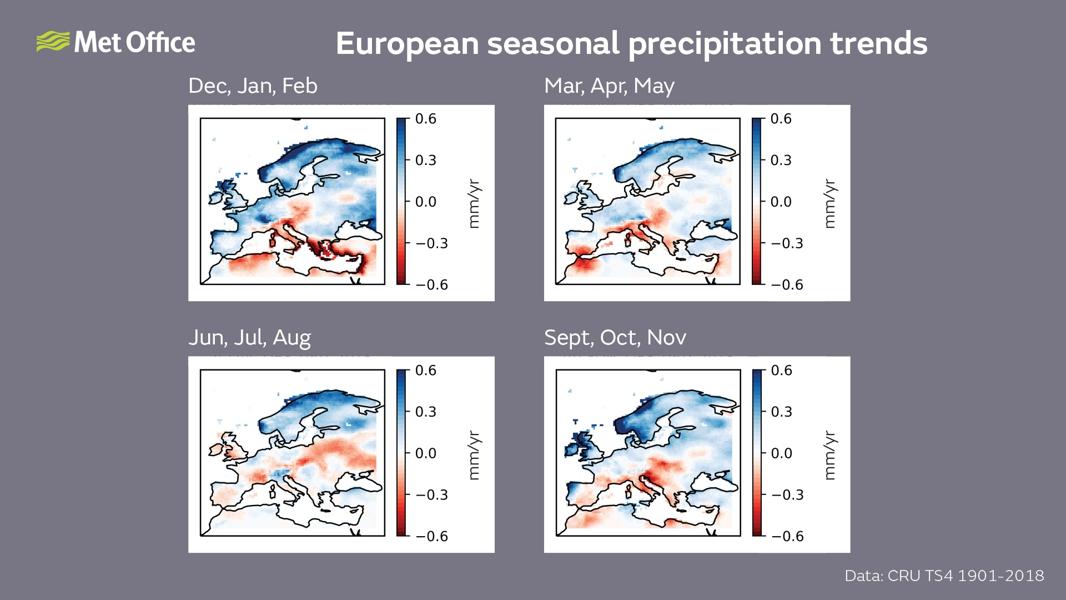 Met Office
European seasonal precipitation trends
Dec, Jan, Feb
0.6
0.3
0.0
−0.3
−0.6
mm/yr
Mar, Apr, May
0.6
0.3
0.0
−0.3
−0.6
mm/yr
Jun, Jul, Aug
0.6
0.3
0.0
−0.3
−0.6
mm/yr
Sept, Oct, Nov
0.6
0.3
0.0
−0.3
−0.6
mm/yr
Data: CRU TS4 1901-2018